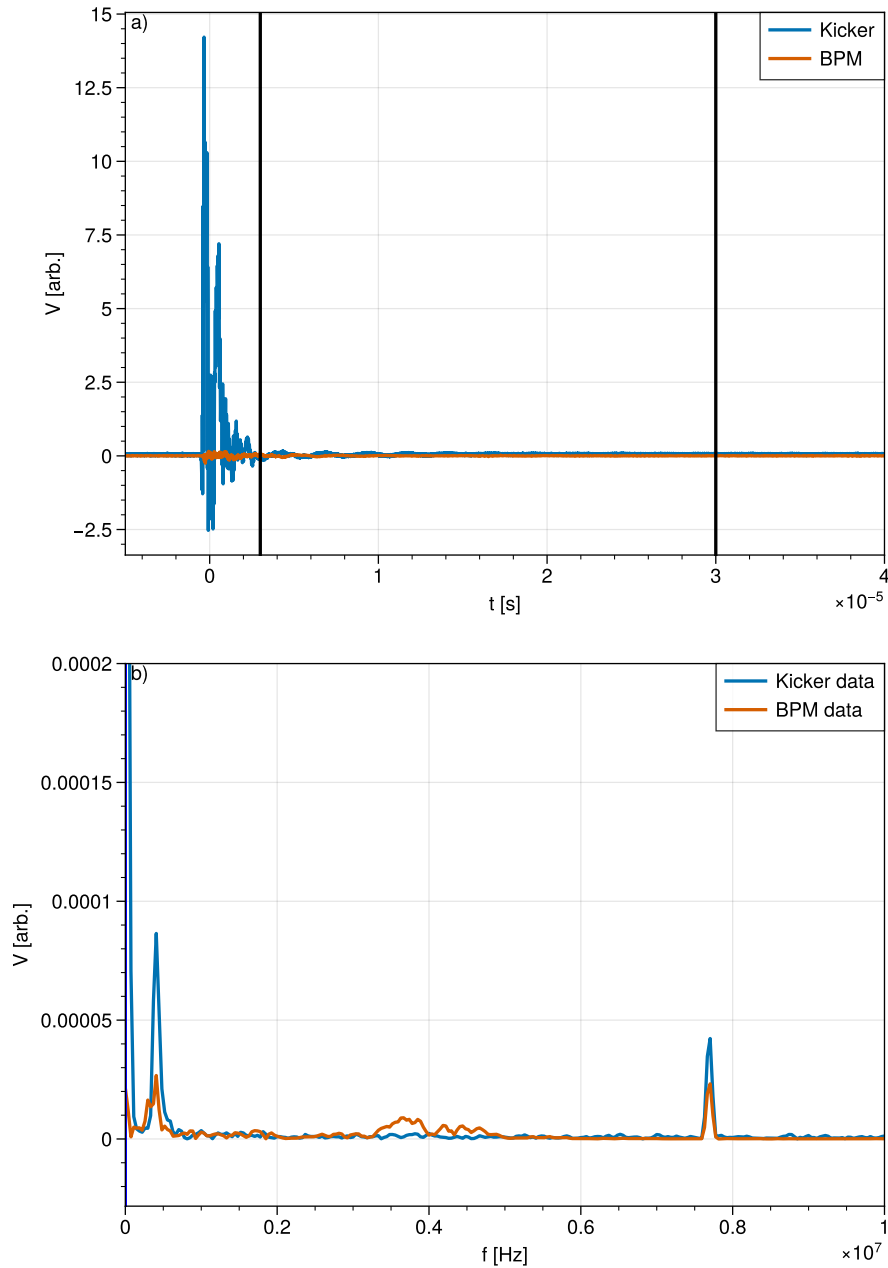 a)
Kicker
BPM
15
12.5
10
7.5
5
2.5
0
−2.5
V [arb.]
0 1 2 3 4
×10⁻⁵
t [s]
b)
Kicker data
BPM data
0.0002
0.00015
0.0001
0.00005
0
V [arb.]
0 0.2 0.4 0.6 0.8 1
×10⁷
f [Hz]